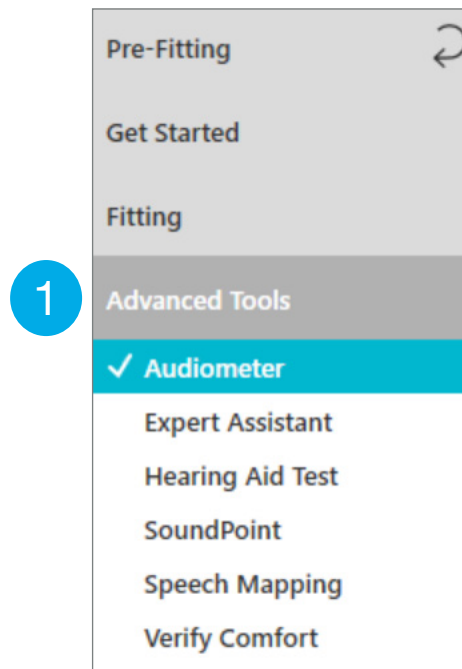 Pre-Fitting
Get Started
Fitting
1
Advanced Tools
Audiometer
Expert Assistant
Hearing Aid Test
SoundPoint
Speech Mapping
Verify Comfort